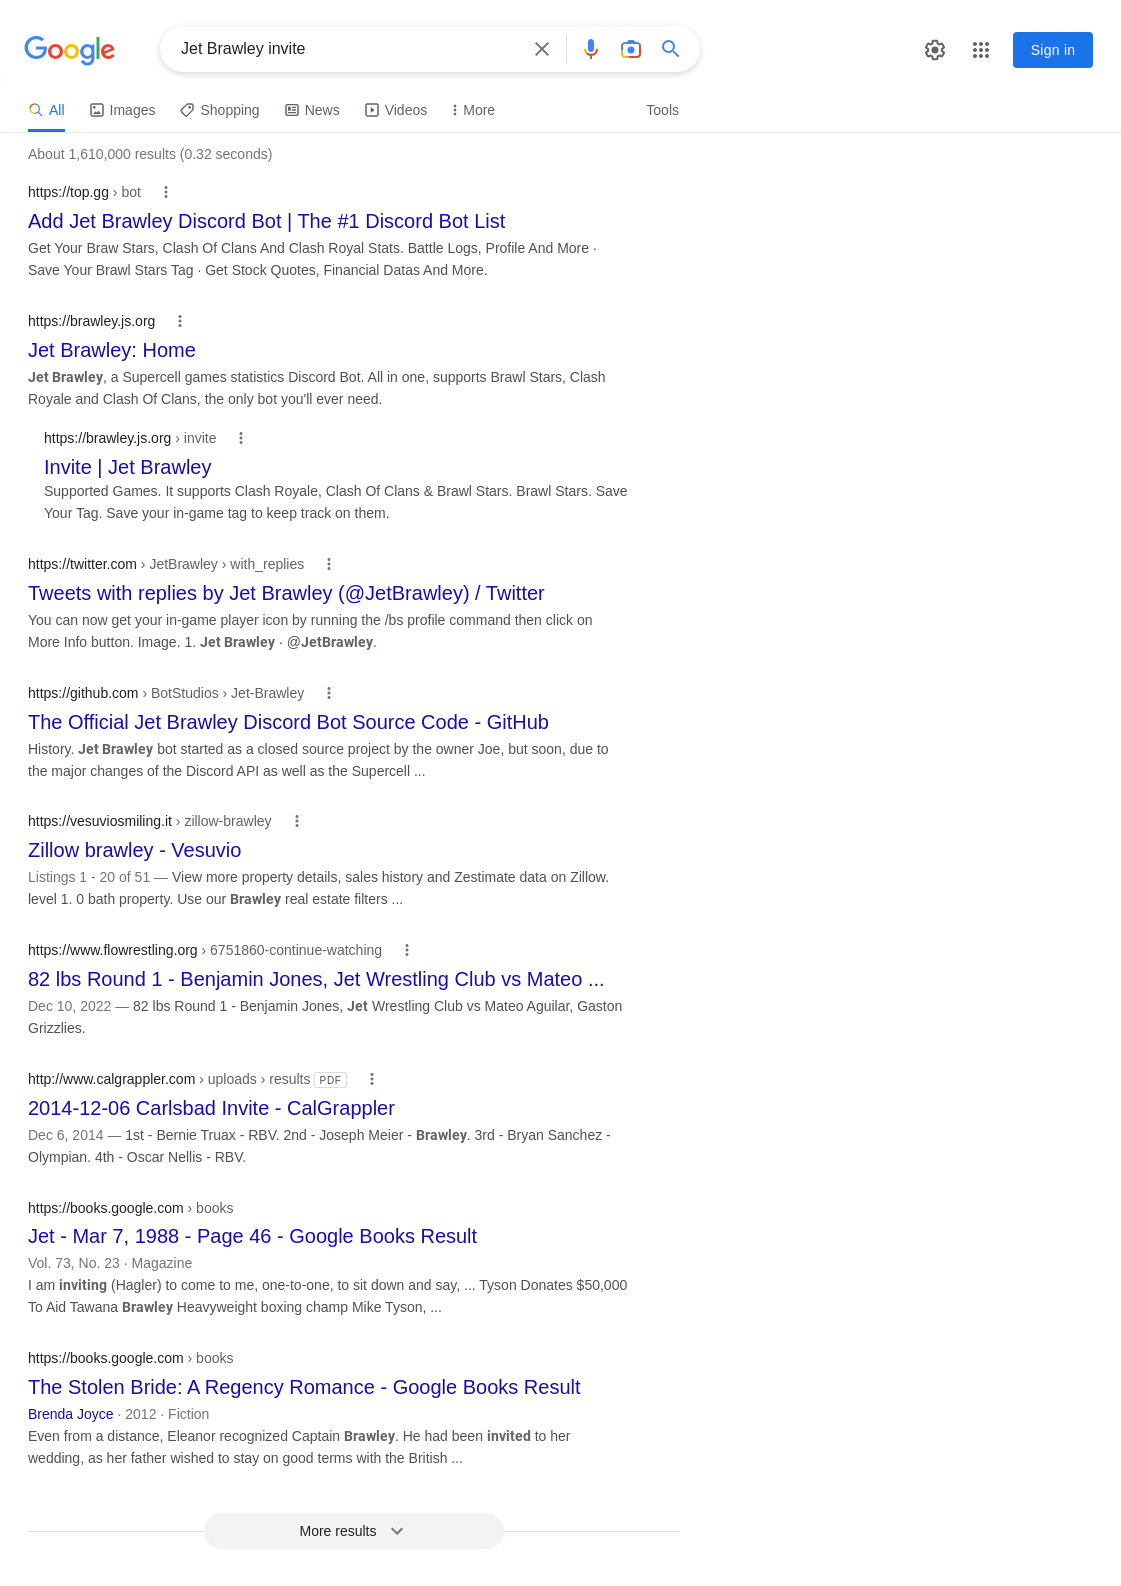 Google
Jet Brawley invite
Sign in
All Images Shopping News Videos More Tools
About 1,610,000 results (0.32 seconds)
https://top.gg › bot
Add Jet Brawley Discord Bot | The #1 Discord Bot List
Get Your Braw Stars, Clash Of Clans And Clash Royal Stats. Battle Logs, Profile And More ·
Save Your Brawl Stars Tag · Get Stock Quotes, Financial Datas And More.
https://brawley.js.org
Jet Brawley: Home
Jet Brawley, a Supercell games statistics Discord Bot. All in one, supports Brawl Stars, Clash
Royale and Clash Of Clans, the only bot you'll ever need.
https://brawley.js.org › invite
Invite | Jet Brawley
Supported Games. It supports Clash Royale, Clash Of Clans & Brawl Stars. Brawl Stars. Save
Your Tag. Save your in-game tag to keep track on them.
https://twitter.com › JetBrawley › with_replies
Tweets with replies by Jet Brawley (@JetBrawley) / Twitter
You can now get your in-game player icon by running the /bs profile command then click on
More Info button. Image. 1. Jet Brawley · @JetBrawley.
https://github.com › BotStudios › Jet-Brawley
The Official Jet Brawley Discord Bot Source Code - GitHub
History. Jet Brawley bot started as a closed source project by the owner Joe, but soon, due to
the major changes of the Discord API as well as the Supercell ...
https://vesuviosmiling.it › zillow-brawley
Zillow brawley - Vesuvio
Listings 1 - 20 of 51 — View more property details, sales history and Zestimate data on Zillow.
level 1. 0 bath property. Use our Brawley real estate filters ...
https://www.flowrestling.org › 6751860-continue-watching
82 lbs Round 1 - Benjamin Jones, Jet Wrestling Club vs Mateo ...
Dec 10, 2022 — 82 lbs Round 1 - Benjamin Jones, Jet Wrestling Club vs Mateo Aguilar, Gaston
Grizzlies.
http://www.calgrappler.com › uploads › results PDF
2014-12-06 Carlsbad Invite - CalGrappler
Dec 6, 2014 — 1st - Bernie Truax - RBV. 2nd - Joseph Meier - Brawley. 3rd - Bryan Sanchez -
Olympian. 4th - Oscar Nellis - RBV.
https://books.google.com › books
Jet - Mar 7, 1988 - Page 46 - Google Books Result
Vol. 73, No. 23 · Magazine
I am inviting (Hagler) to come to me, one-to-one, to sit down and say, ... Tyson Donates $50,000
To Aid Tawana Brawley Heavyweight boxing champ Mike Tyson, ...
https://books.google.com › books
The Stolen Bride: A Regency Romance - Google Books Result
Brenda Joyce · 2012 · Fiction
Even from a distance, Eleanor recognized Captain Brawley. He had been invited to her
wedding, as her father wished to stay on good terms with the British ...
More results